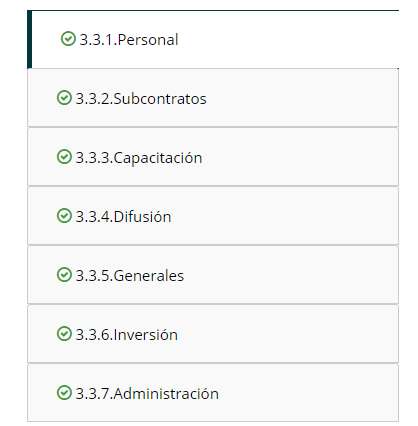 3.3.1.Personal
3.3.2.Subcontratos
3.3.3.Capacitación
3.3.4.Difusión
3.3.5.Generales
3.3.6.Inversión
3.3.7.Administración